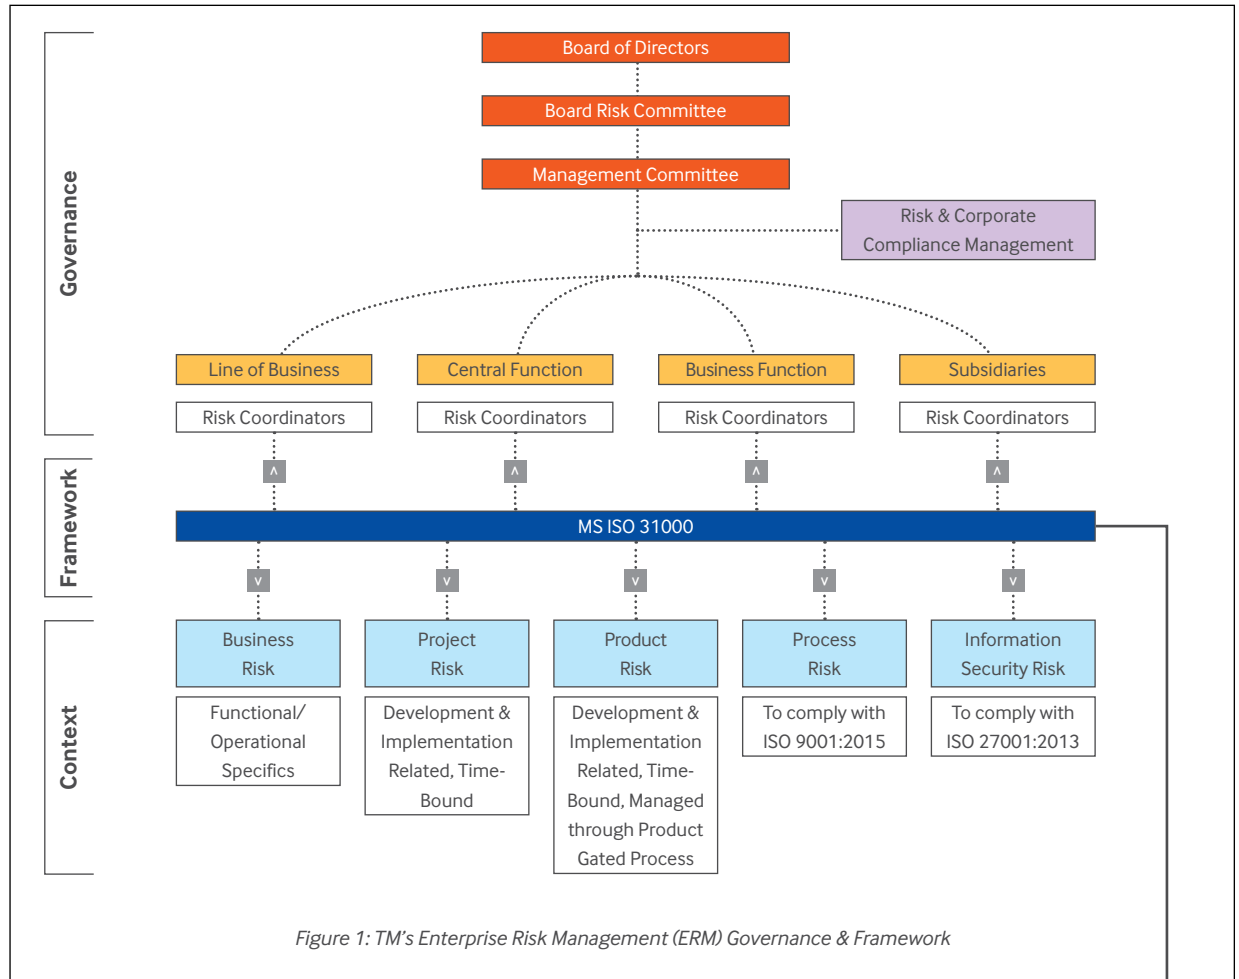 Governance
Board of Directors
Board Risk Committee
Management Committee
Risk & Corporate
Compliance Management
Line of Business
Central Function
Business Function
Subsidiaries
Risk Coordinators
Risk Coordinators
Risk Coordinators
Risk Coordinators
Framework
MS ISO 31000
Context
Business
Risk
Functional/
Operational
Specifics
Project
Risk
Development &
Implementation
Related, Time-
Bound
Product
Risk
Development &
Implementation
Related, Time-
Bound, Managed
through Product
Gated Process
Process
Risk
To comply with
ISO 9001:2015
Information
Security Risk
To comply with
ISO 27001:2013
Figure 1: TM's Enterprise Risk Management (ERM) Governance & Framework